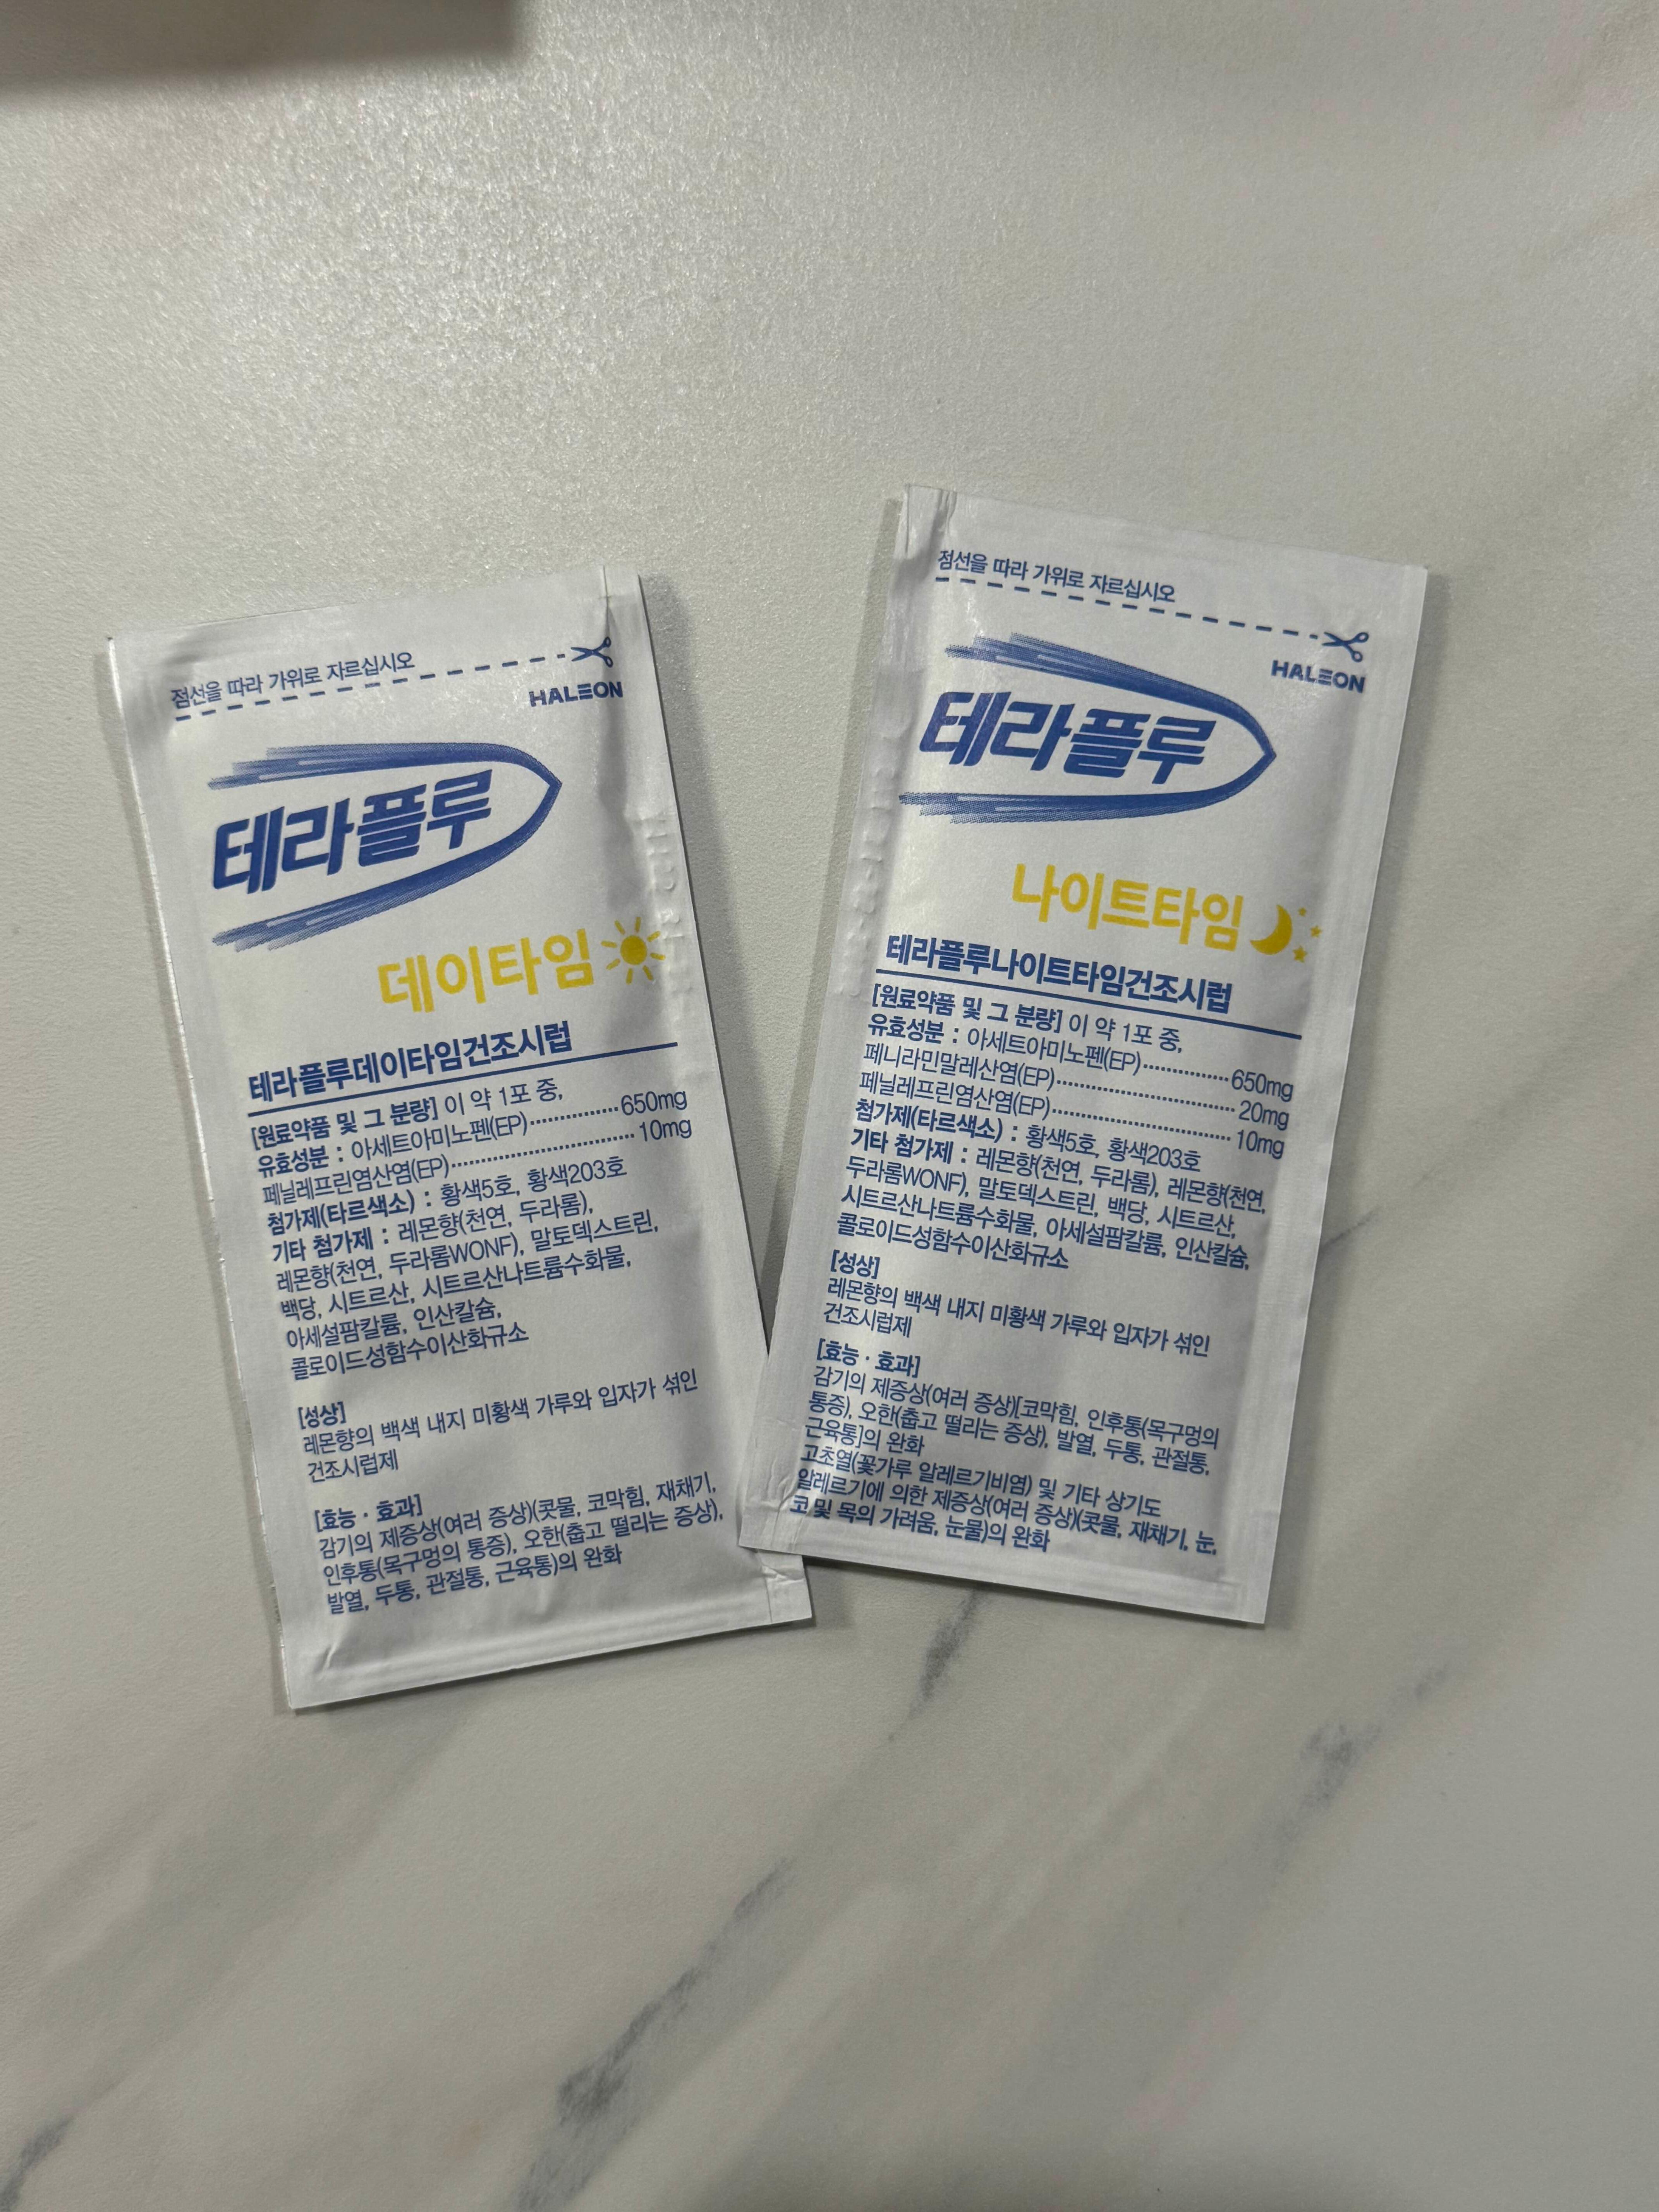 점선을 따라 가위로 자르십시오
HALEON
테라플루
데이타임
테라플루데이타임건조시럽
[원료약품 및 그 분량] 이 약 1포 중,
유효성분 : 아세트아미노펜(EP)··············650mg
페닐레프린염산염(EP)····························10mg
첨가제(타르색소) : 황색5호, 황색203호
기타 첨가제 : 레몬향(천연, 두라롬),
레몬향(천연, 두라롬WONF), 말토덱스트린,
백당, 시트르산, 시트르산나트륨수화물,
아세설팜칼륨, 인산칼슘,
콜로이드성함수이산화규소
[성상]
레몬향의 백색 내지 미황색 가루와 입자가 섞인
건조시럽제
[효능 · 효과]
감기의 제증상(여러 증상)(콧물, 코막힘, 재채기,
인후통(목구멍의 통증), 오한(춥고 떨리는 증상),
발열, 두통, 관절통, 근육통)의 완화
점선을 따라 가위로 자르십시오
HALEON
테라플루
나이트타임
테라플루나이트타임건조시럽
[원료약품 및 그 분량] 이 약 1포 중,
유효성분 : 아세트아미노펜(EP)··············650mg
페니라민말레산염(EP)····························20mg
페닐레프린염산염(EP)····························10mg
첨가제(타르색소) : 황색5호, 황색203호
기타 첨가제 : 레몬향(천연, 두라롬), 레몬향(천연,
두라롬WONF), 말토덱스트린, 백당, 시트르산,
시트르산나트륨수화물, 아세설팜칼륨, 인산칼슘,
콜로이드성함수이산화규소
[성상]
레몬향의 백색 내지 미황색 가루와 입자가 섞인
건조시럽제
[효능 · 효과]
감기의 제증상(여러 증상)[코막힘, 인후통(목구멍의
통증), 오한(춥고 떨리는 증상), 발열, 두통, 관절통,
근육통]의 완화
고초열(꽃가루 알레르기비염) 및 기타 상기도
알레르기에 의한 제증상(여러 증상)(콧물, 재채기, 눈,
코 및 목의 가려움, 눈물)의 완화